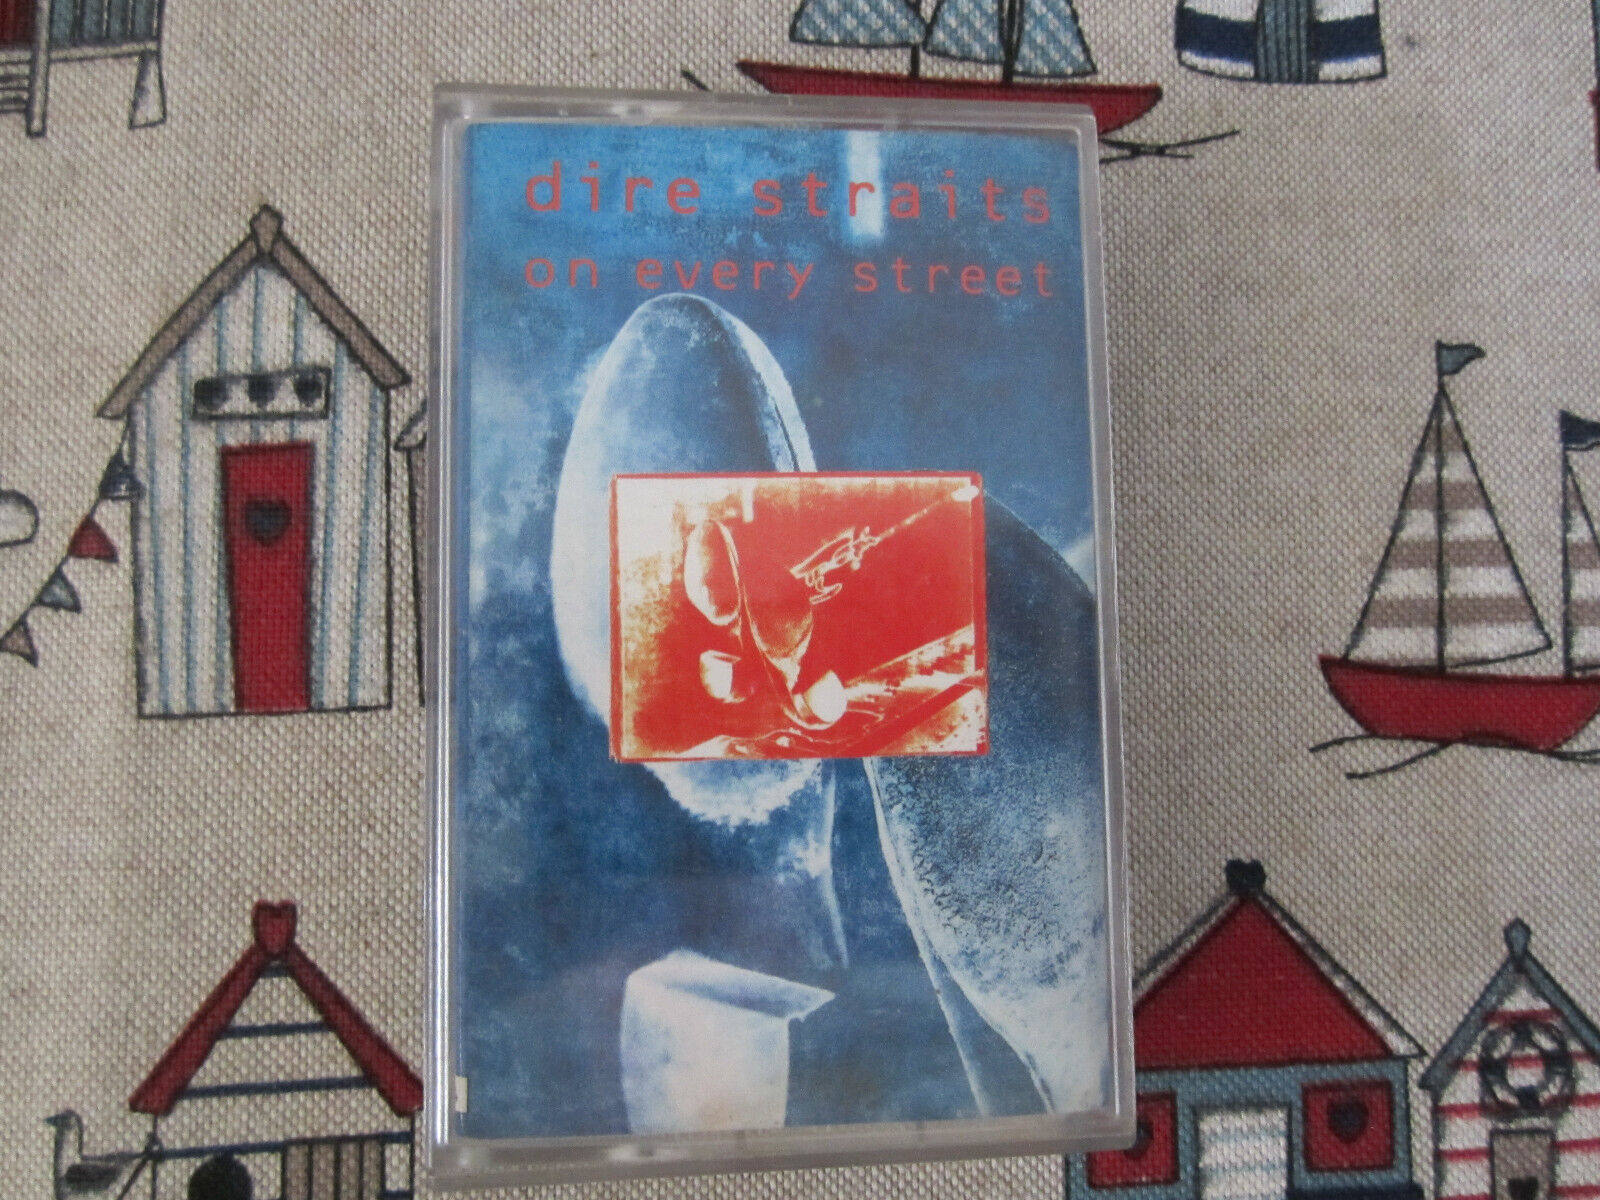 dire straits
on every street